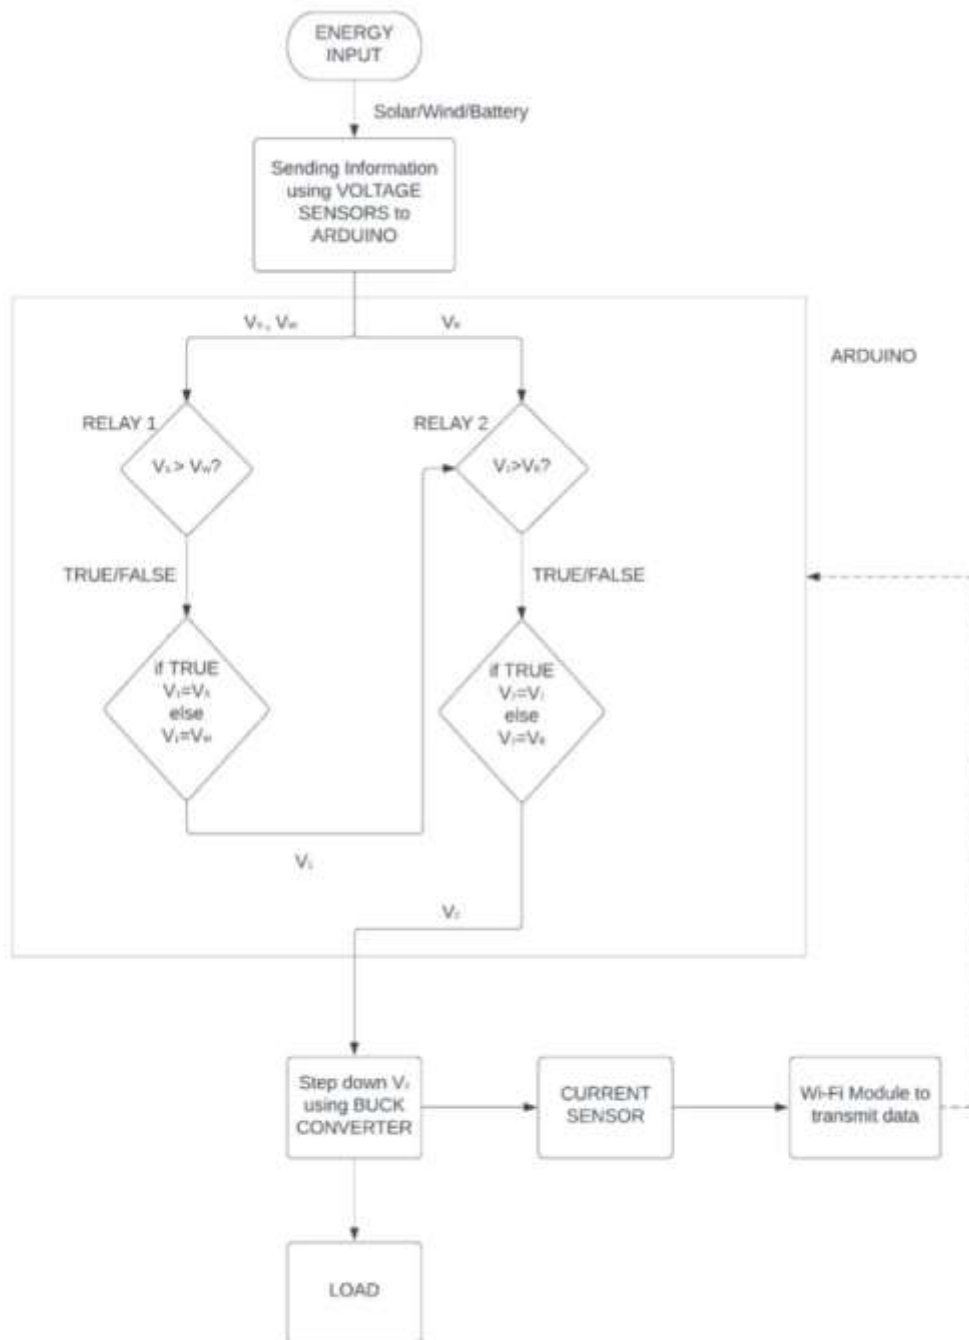 ENERGY
INPUT
Solar/Wind/Battery
Sending Information
using VOLTAGE
SENSORS to
ARDUINO
ARDUINO
RELAY 1
RELAY 2
TRUE/FALSE
TRUE/FALSE
if TRUE
else
if TRUE
else
Step down
using BUCK
CONVERTER
CURRENT
SENSOR
Wi-Fi Module to
transmit data
LOAD